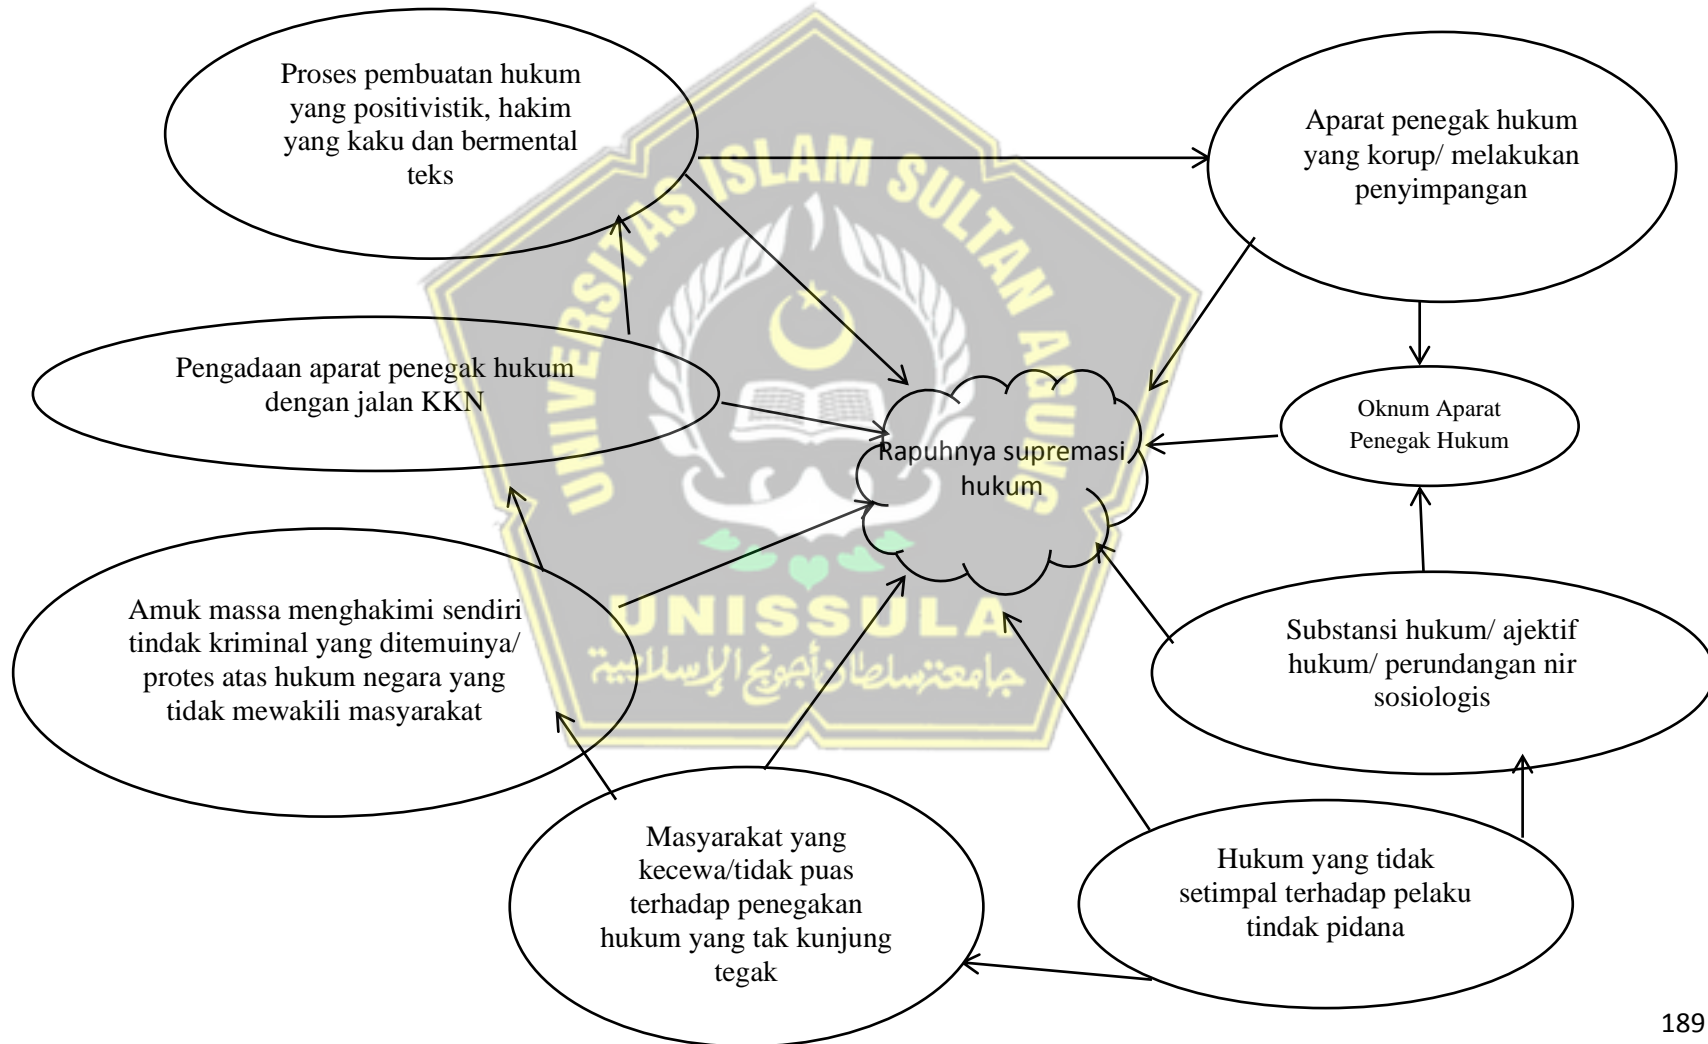 Proses pembuatan hukum
yang positivistik, hakim
yang kaku dan bermental
teks
Aparat penegak hukum
yang korup/ melakukan
penyimpangan
Pengadaan aparat penegak hukum
dengan jalan KKN
Rapuhnya supremasi
hukum
Oknum Aparat
Penegak Hukum
Amuk massa menghakimi sendiri
tindak kriminal yang ditemuinya/
protes atas hukum negara yang
tidak mewakili masyarakat
Substansi hukum/ ajektif
hukum/ perundangan nir
sosiologis
Masyarakat yang
kecewa/tidak puas
terhadap penegakan
hukum yang tak kunjung
tegak
Hukum yang tidak
setimpal terhadap pelaku
tindak pidana
UNIVERSITAS ISLAM SULTAN AGUNG
UNISSULA
جامعة سلطان أجونج الإسلامية
189